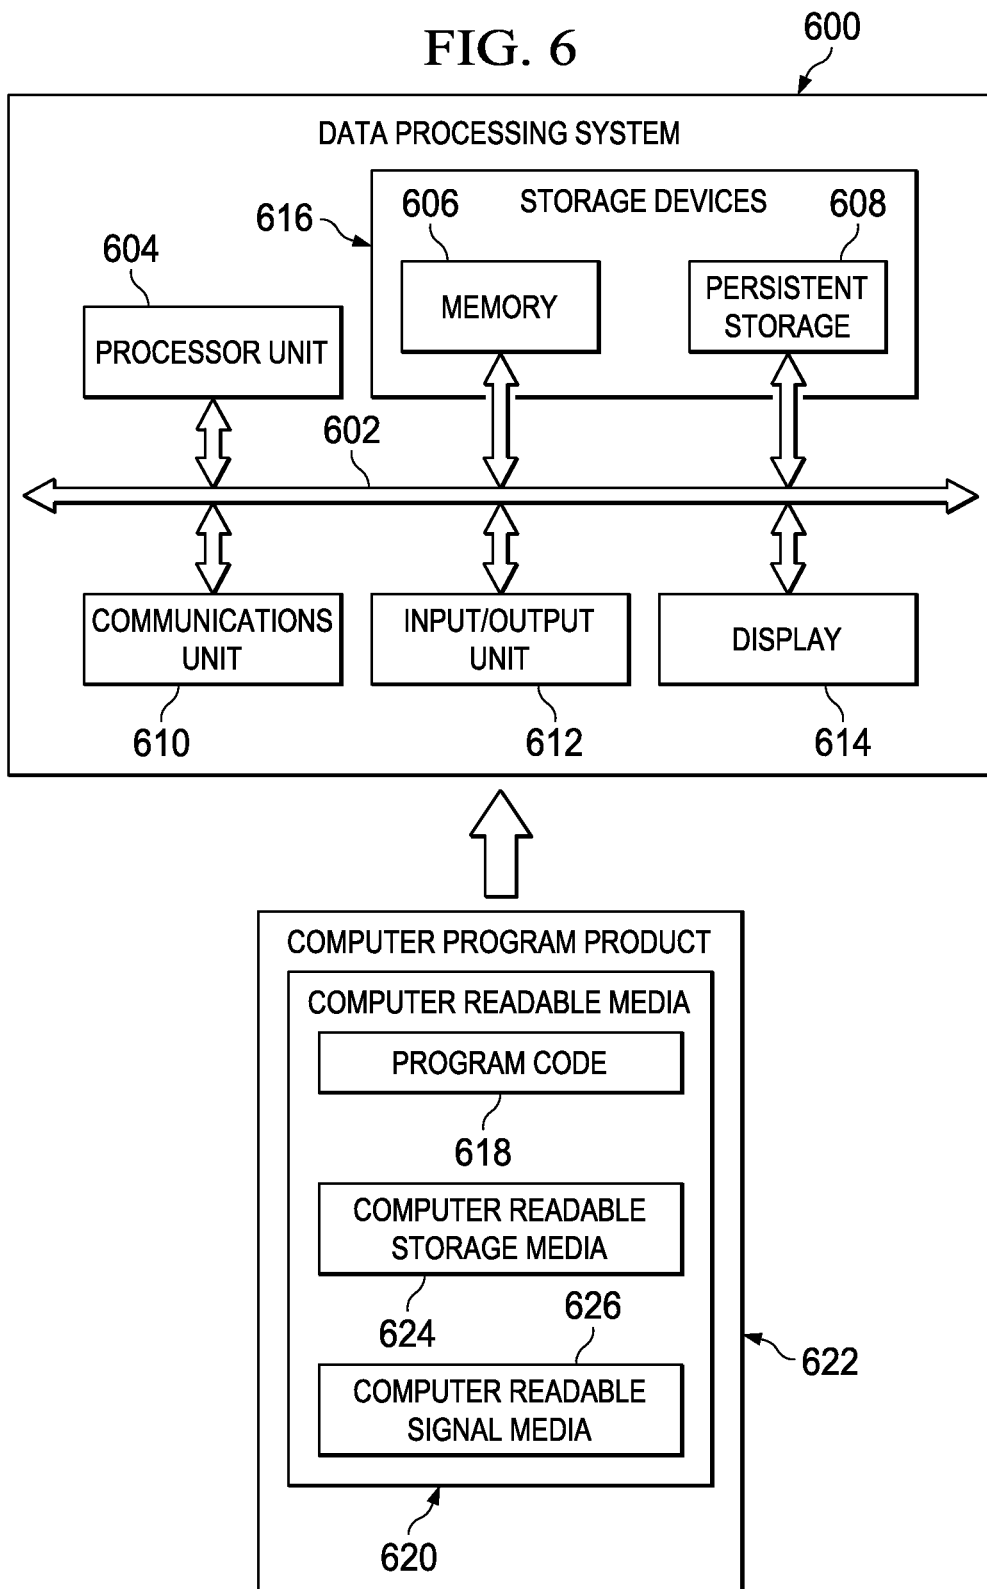 FIG. 6
600
DATA PROCESSING SYSTEM
STORAGE DEVICES
606
608
616
604
MEMORY
PERSISTENT
STORAGE
PROCESSOR UNIT
602
COMMUNICATIONS
UNIT
INPUT/OUTPUT
UNIT
DISPLAY
610
612
614
COMPUTER PROGRAM PRODUCT
COMPUTER READABLE MEDIA
PROGRAM CODE
618
COMPUTER READABLE
STORAGE MEDIA
624
626
622
COMPUTER READABLE
SIGNAL MEDIA
620